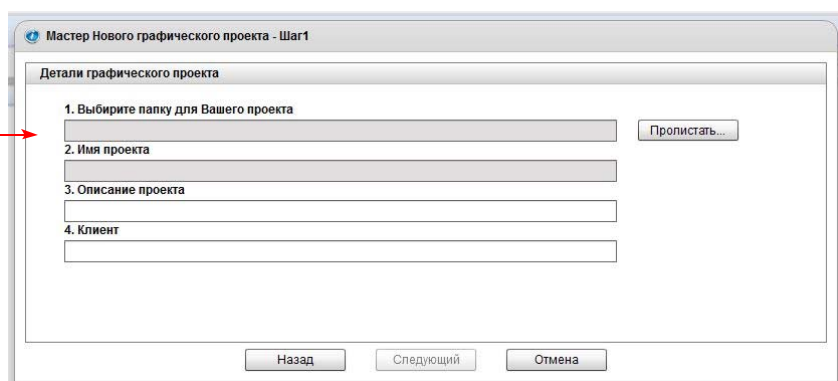 Мастер Нового графического проекта - Шаг1
Детали графического проекта
1. Выбирите папку для Вашего проекта
Пролистать...
2. Имя проекта
3. Описание проекта
4. Клиент
Назад Следующий Отмена